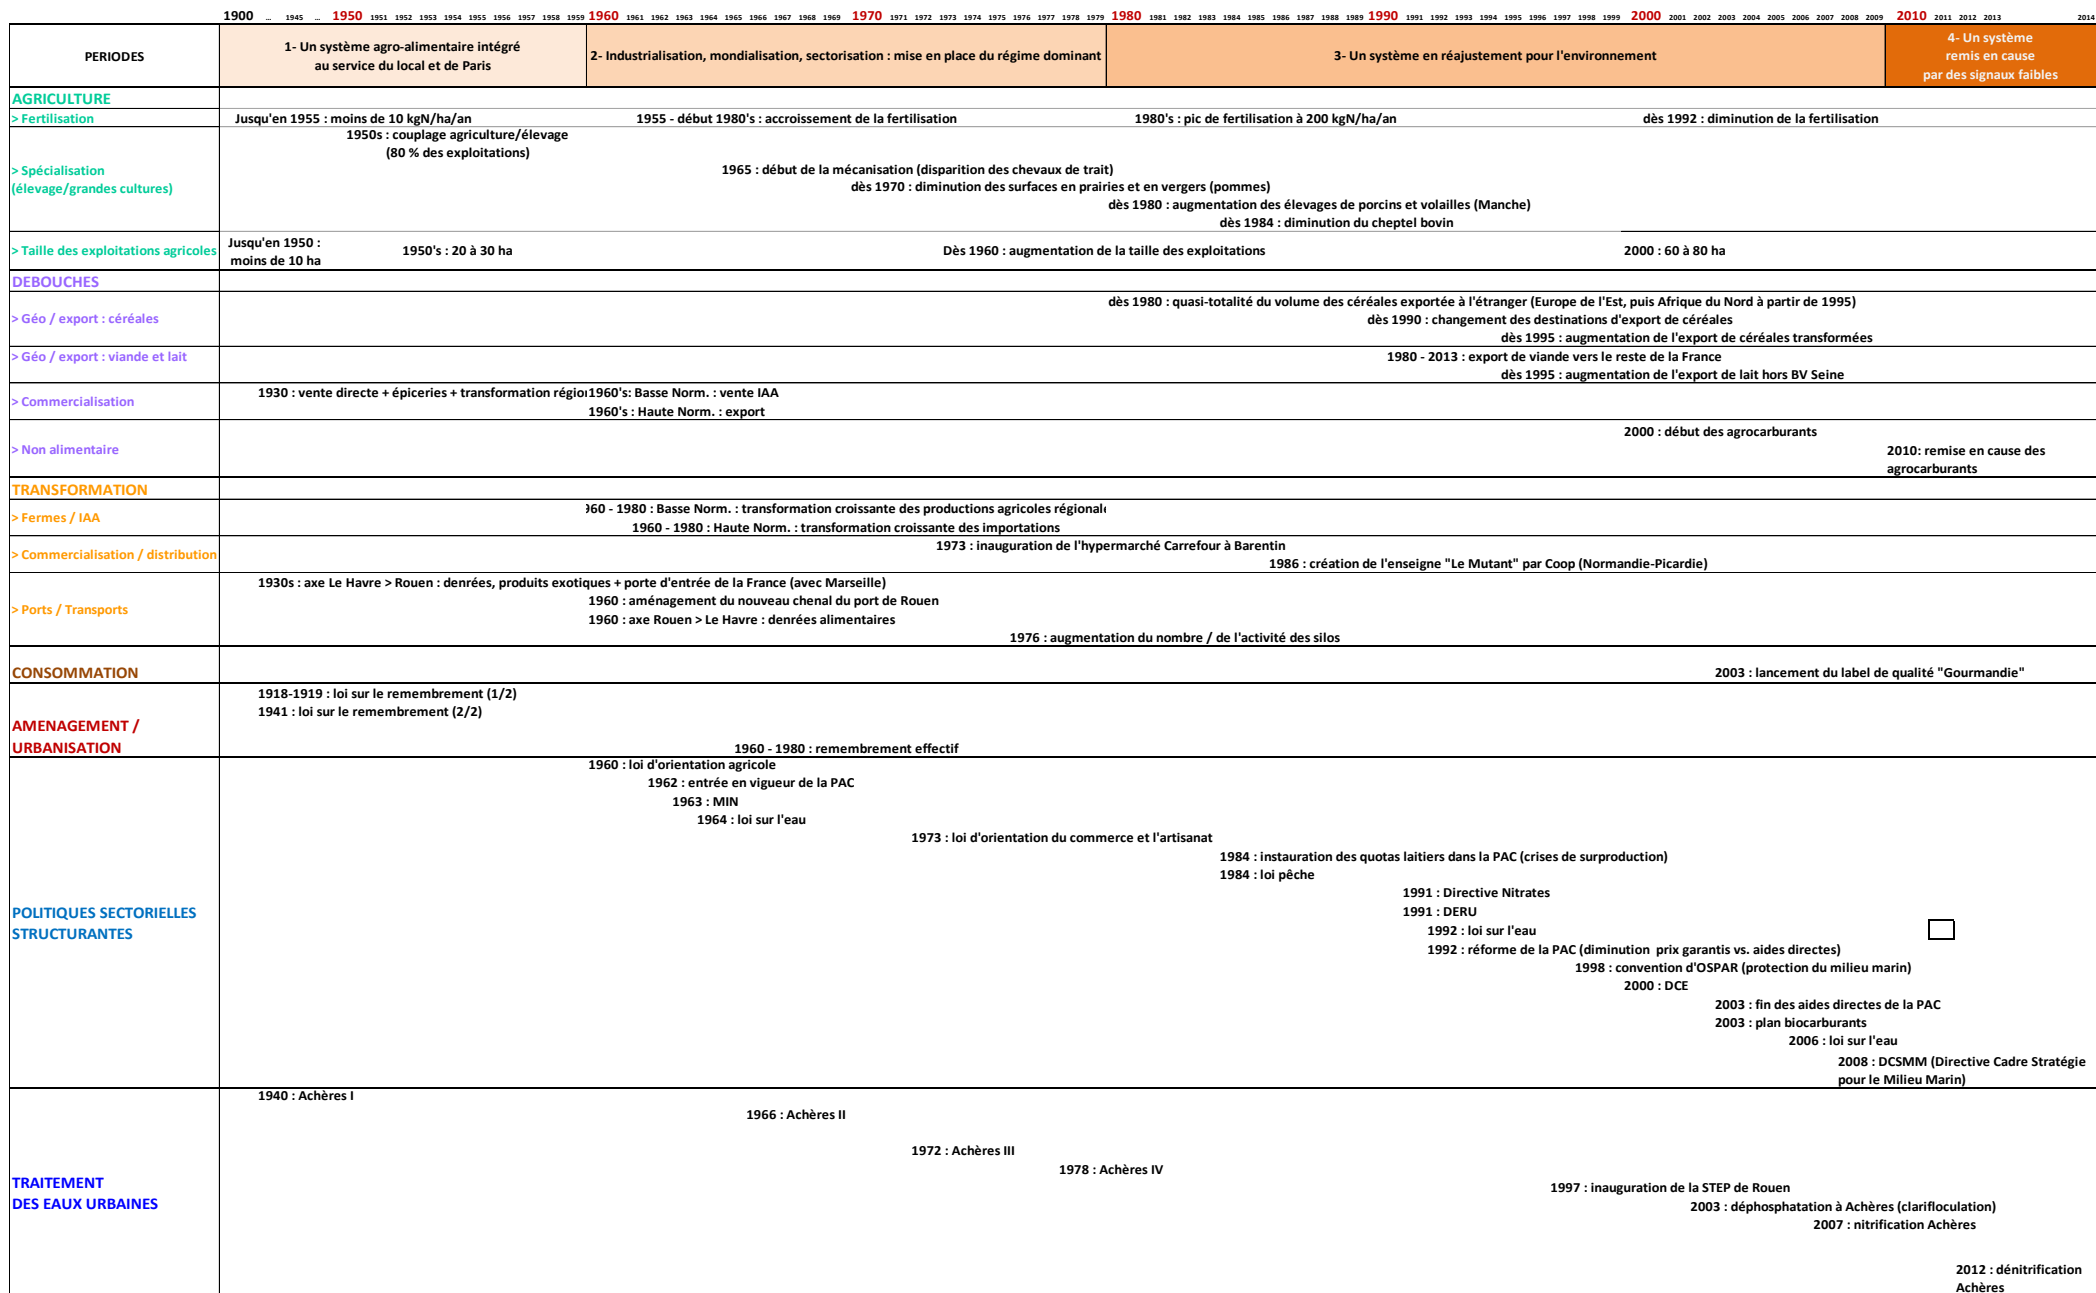 1900 ... 1945 ... 1950 1951 1952 1953 1954 1955 1956 1957 1958 1959 1960 1961 1962 1963 1964 1965 1966 1967 1968 1969 1970 1971 1972 1973 1974 1975 1976 1977 1978 1979 1980 1981 1982 1983 1984 1985 1986 1987 1988 1989 1990 1991 1992 1993 1994 1995 1996 1997 1998 1999 2000 2001 2002 2003 2004 2005 2006 2007 2008 2009 2010 2011 2012 2013 2014
PERIODES
1- Un système agro-alimentaire intégré
au service du local et de Paris
2- Industrialisation, mondialisation, sectorisation : mise en place du régime dominant
3- Un système en réajustement pour l'environnement
4- Un système
remis en cause
par des signaux faibles
AGRICULTURE
> Fertilisation
Jusqu'en 1955 : moins de 10 kgN/ha/an
1955 - début 1980's : accroissement de la fertilisation
1980's : pic de fertilisation à 200 kgN/ha/an
dès 1992 : diminution de la fertilisation
> Spécialisation
(élevage/grandes cultures)
1950s : couplage agriculture/élevage
(80 % des exploitations)
1965 : début de la mécanisation (disparition des chevaux de trait)
dès 1970 : diminution des surfaces en prairies et en vergers (pommes)
dès 1980 : augmentation des élevages de porcins et volailles (Manche)
dès 1984 : diminution du cheptel bovin
> Taille des exploitations agricoles
Jusqu'en 1950 :
moins de 10 ha
1950's : 20 à 30 ha
Dès 1960 : augmentation de la taille des exploitations
2000 : 60 à 80 ha
DEBOUCHES
> Géo / export : céréales
dès 1980 : quasi-totalité du volume des céréales exportée à l'étranger (Europe de l'Est, puis Afrique du Nord à partir de 1995)
dès 1990 : changement des destinations d'export de céréales
dès 1995 : augmentation de l'export de céréales transformées
> Géo / export : viande et lait
1980 - 2013 : export de viande vers le reste de la France
dès 1995 : augmentation de l'export de lait hors BV Seine
> Commercialisation
1930 : vente directe + épiceries + transformation régio
1960's: Basse Norm. : vente IAA
1960's : Haute Norm. : export
> Non alimentaire
2000 : début des agrocarburants
2010: remise en cause des
agrocarburants
TRANSFORMATION
> Fermes / IAA
960 - 1980 : Basse Norm. : transformation croissante des productions agricoles régionale
1960 - 1980 : Haute Norm. : transformation croissante des importations
> Commercialisation / distribution
1973 : inauguration de l'hypermarché Carrefour à Barentin
1986 : création de l'enseigne "Le Mutant" par Coop (Normandie-Picardie)
> Ports / Transports
1930s : axe Le Havre > Rouen : denrées, produits exotiques + porte d'entrée de la France (avec Marseille)
1960 : aménagement du nouveau chenal du port de Rouen
1960 : axe Rouen > Le Havre : denrées alimentaires
1976 : augmentation du nombre / de l'activité des silos
CONSOMMATION
2003 : lancement du label de qualité "Gourmandie"
AMENAGEMENT /
URBANISATION
1918-1919 : loi sur le remembrement (1/2)
1941 : loi sur le remembrement (2/2)
1960 - 1980 : remembrement effectif
POLITIQUES SECTORIELLES
STRUCTURANTES
1960 : loi d'orientation agricole
1962 : entrée en vigueur de la PAC
1963 : MIN
1964 : loi sur l'eau
1973 : loi d'orientation du commerce et l'artisanat
1984 : instauration des quotas laitiers dans la PAC (crises de surproduction)
1984 : loi pêche
1991 : Directive Nitrates
1991 : DERU
1992 : loi sur l'eau
1992 : réforme de la PAC (diminution prix garantis vs. aides directes)
1998 : convention d'OSPAR (protection du milieu marin)
2000 : DCE
2003 : fin des aides directes de la PAC
2003 : plan biocarburants
2006 : loi sur l'eau
2008 : DCSMM (Directive Cadre Stratégie
pour le Milieu Marin)
TRAITEMENT
DES EAUX URBAINES
1940 : Achères I
1966 : Achères II
1972 : Achères III
1978 : Achères IV
1997 : inauguration de la STEP de Rouen
2003 : déphosphatation à Achères (clarifloculation)
2007 : nitrification Achères
2012 : dénitrification
Achères